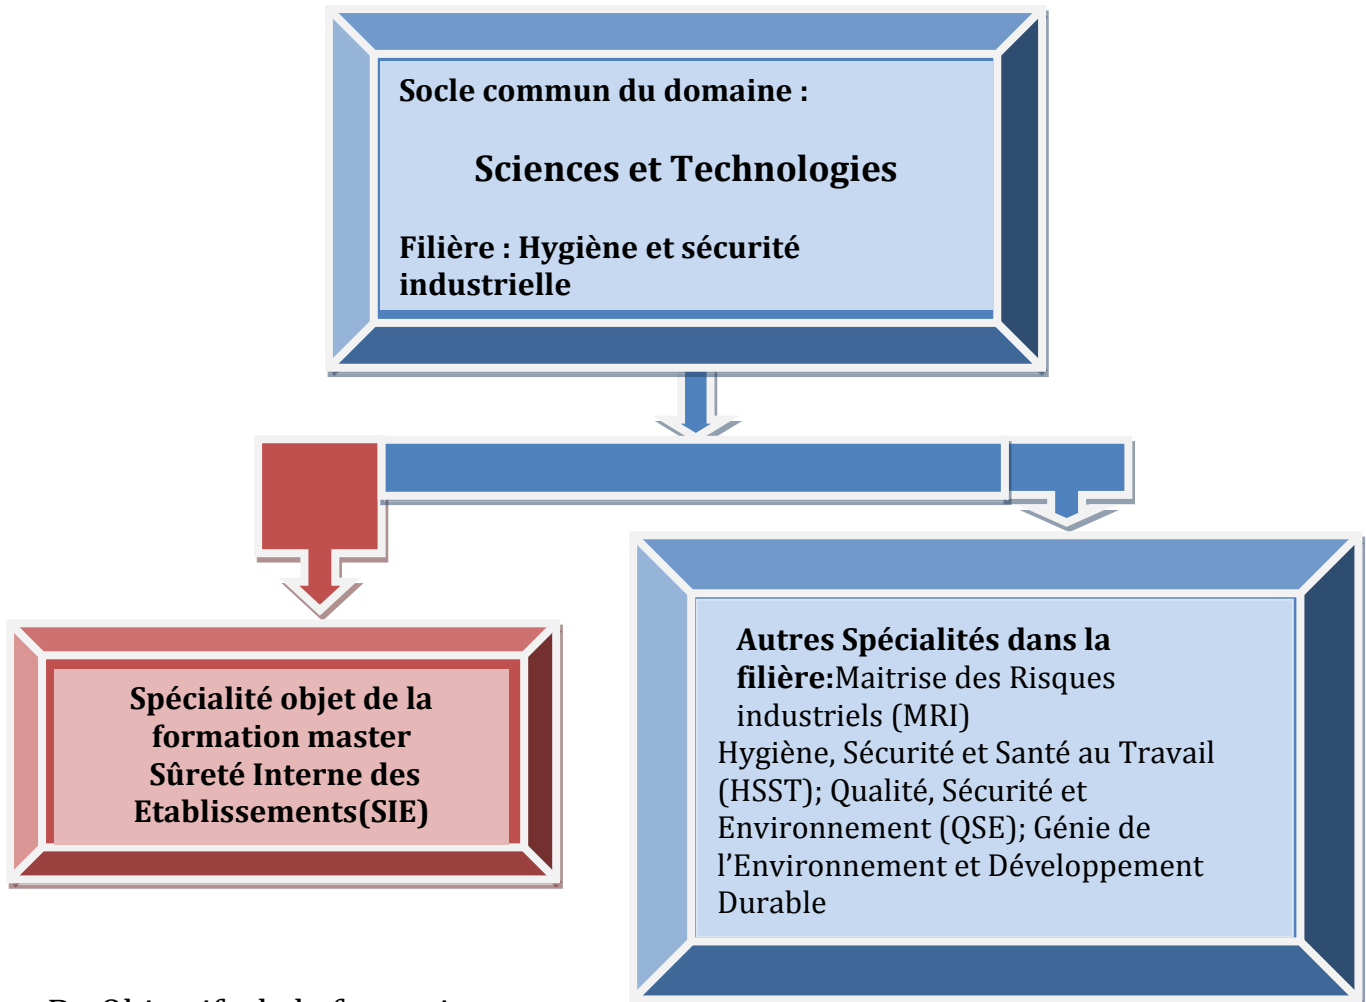 Socle commun du domaine :
Sciences et Technologies
Filière : Hygiène et sécurité
industrielle
Spécialité objet de la
formation master
Sûreté Interne des
Etablissements(SIE)
Autres Spécialités dans la
filière:Maitrise des Risques
industriels (MRI)
Hygiène, Sécurité et Santé au Travail
(HSST); Qualité, Sécurité et
Environnement (QSE); Génie de
l’Environnement et Développement
Durable